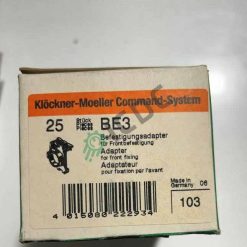 Klöckner-Moeller Command-System
25 Stück Pieces Pièces BE3
Befestigungsadapter
für Frontbefestigung
Adapter
for front fixing
Adaptateur
pour fixation par l'avant
Made in
Germany 06
103
4 015080 222934